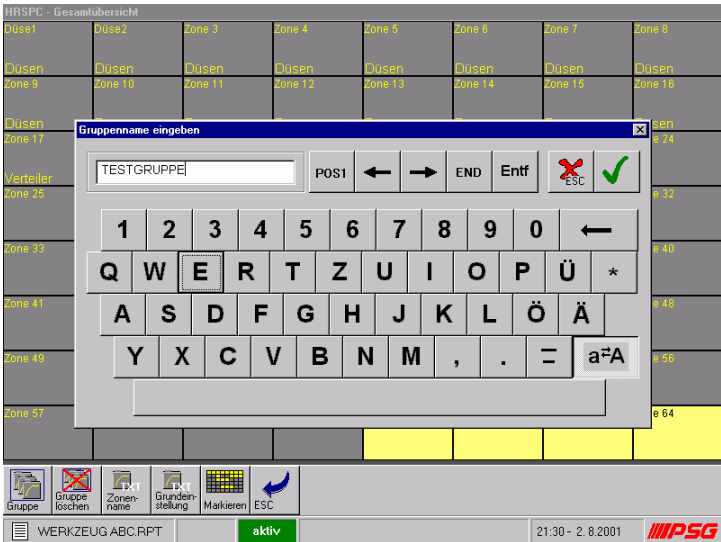 HRSPC - Gesamtübersicht
Düse1 Düse2 Zone 3 Zone 4 Zone 5 Zone 6 Zone 7 Zone 8
Düsen Düsen Düsen Düsen Düsen Düsen Düsen Düsen
Zone 9 Zone 10 Zone 11 Zone 12 Zone 13 Zone 14 Zone 15 Zone 16
Düsen sen
Gruppenname eingeben
Zone 17 e 24
TESTGRUPPE POS1 END Entf ESC
Verteiler
Zone 25 e 32
1 2 3 4 5 6 7 8 9 0
Zone 33 e 40
Q W E R T Z U I O P Ü *
Zone 41 e 48
A S D F G H J K L Ö Ä
Zone 49 e 56
Y X C V B N M , . a⇄A
Zone 57 e 64
Gruppe Gruppe löschen TXT Zonen-name TXT Grundein-stellung Markieren ESC
WERKZEUG ABC.RPT aktiv 21:30 - 2. 8.2001 PSG